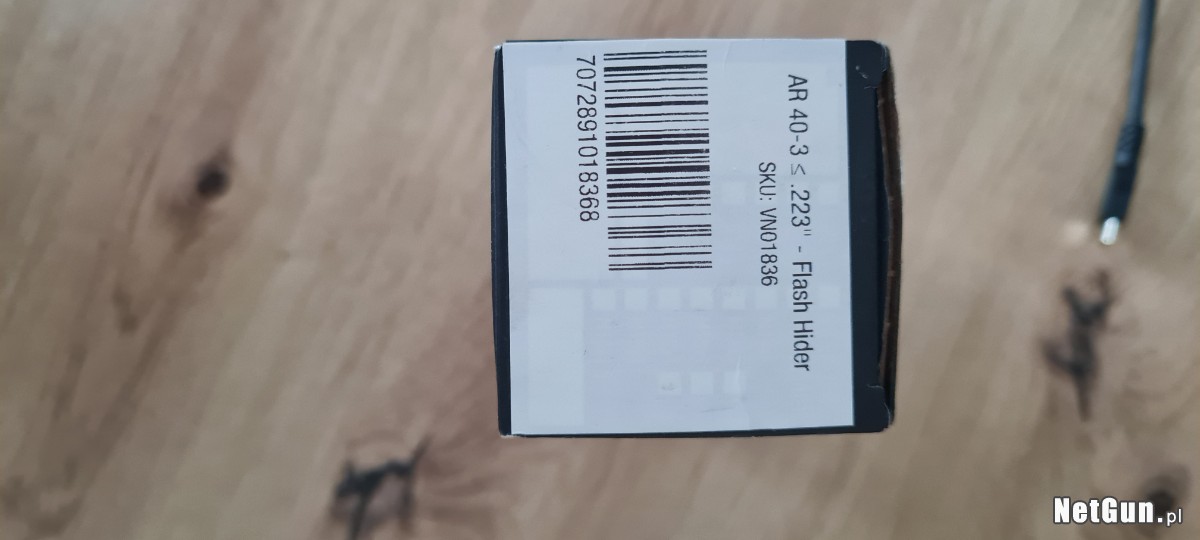 AR 40-3 ≤ .223" - Flash Hider
SKU: VN01836
7072891018368
NetGun.pl